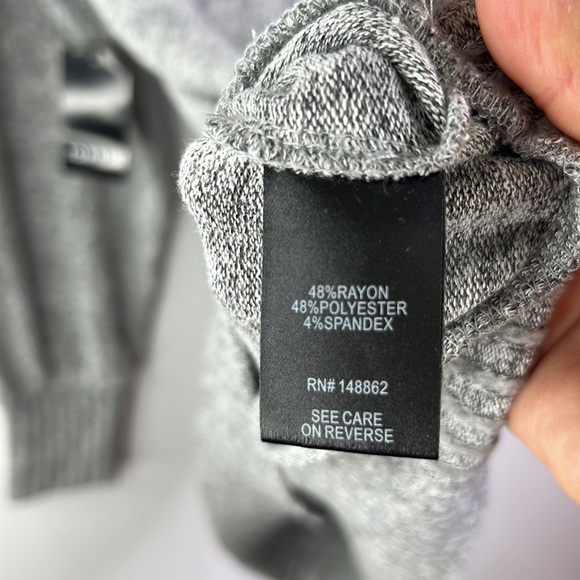 48%RAYON
48%POLYESTER
4%SPANDEX
RN# 148862
SEE CARE
ON REVERSE